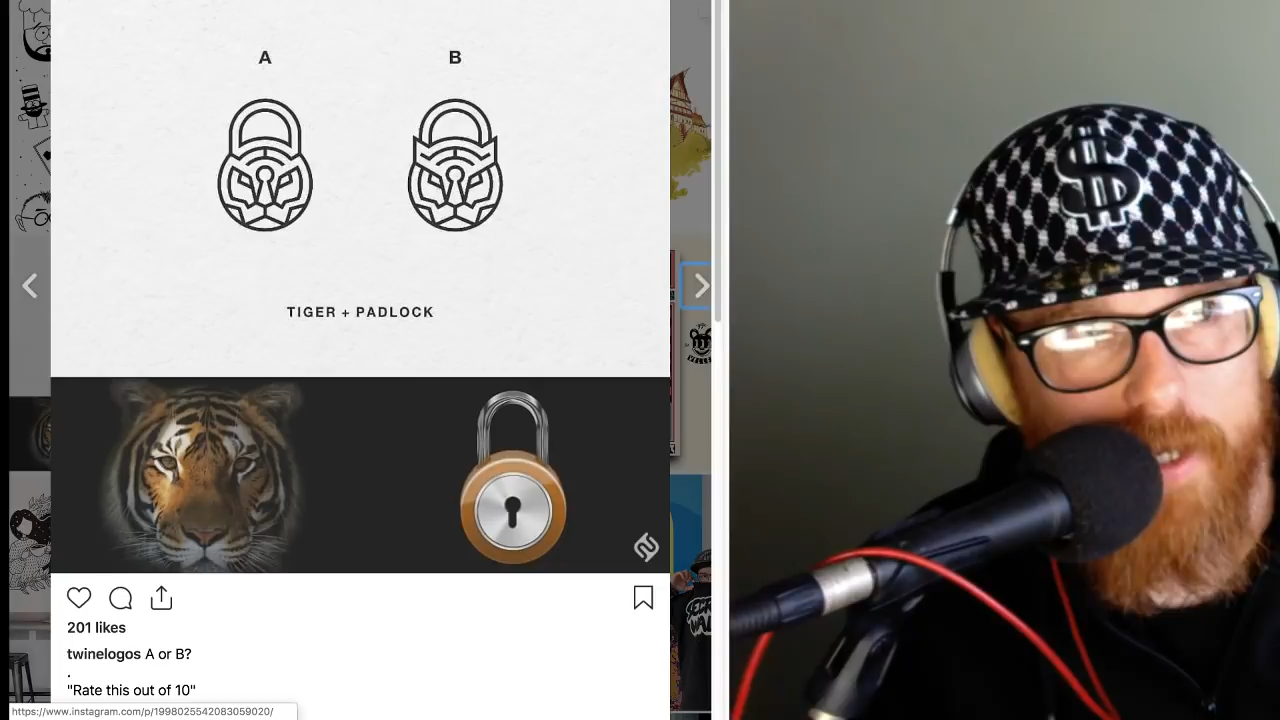 A
B
TIGER + PADLOCK
201 likes
twinelogos A or B?
.
"Rate this out of 10"
https://www.instagram.com/p/1998025542083059020/
$